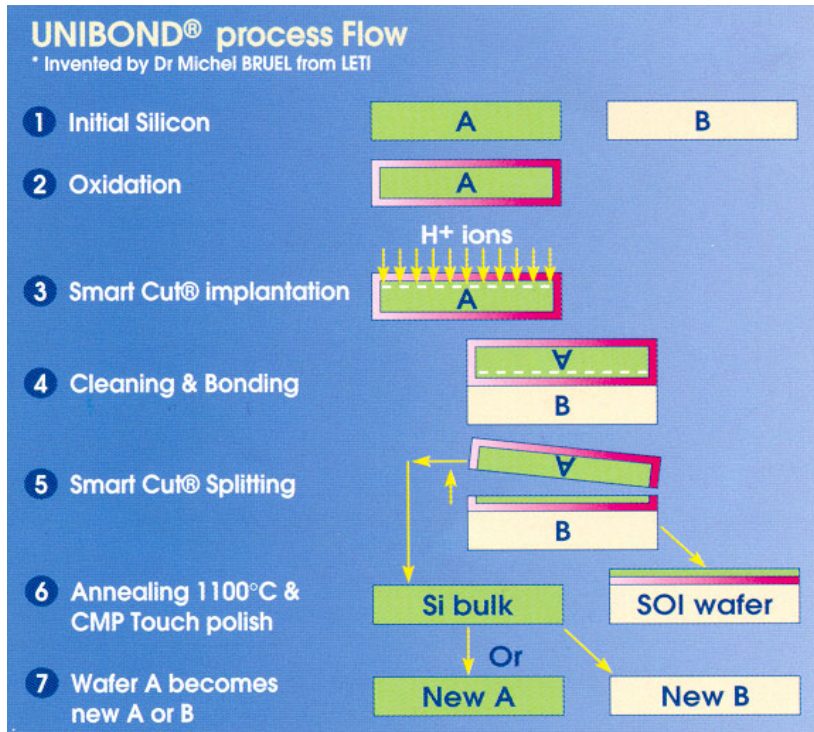 UNIBOND® process Flow
* Invented by Dr Michel BRUEL from LETI
1 Initial Silicon
A
B
2 Oxidation
A
H+ ions
3 Smart Cut® implantation
A
4 Cleaning & Bonding
A
B
5 Smart Cut® Splitting
A
B
6 Annealing 1100°C &
CMP Touch polish
Si bulk
SOI wafer
Or
7 Wafer A becomes
new A or B
New A
New B